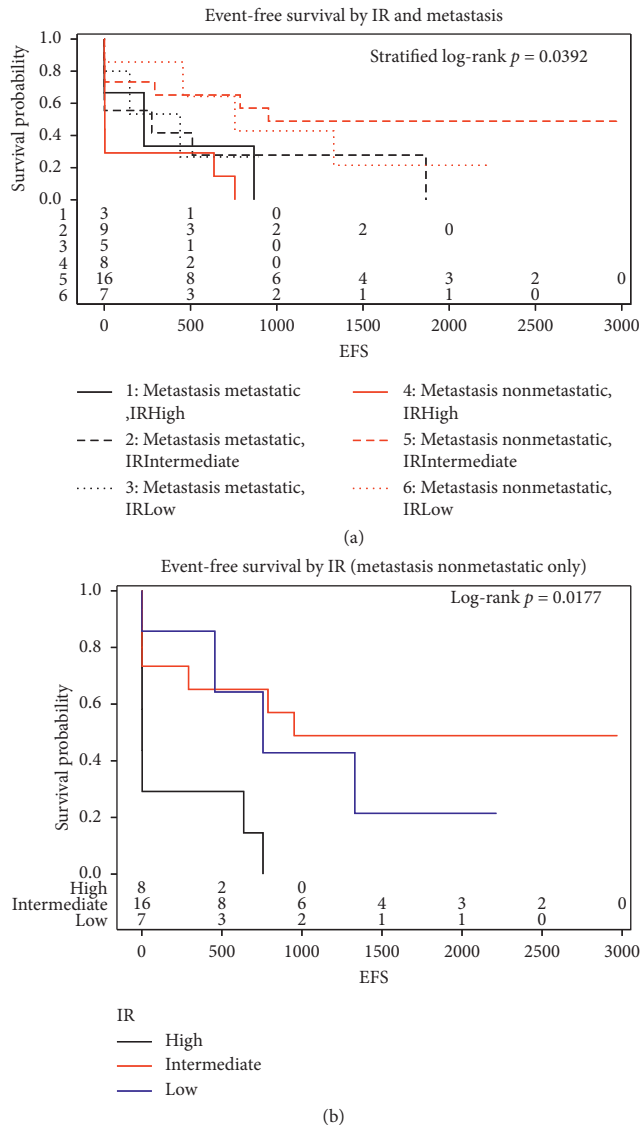 Event-free survival by IR and metastasis
Stratified log-rank p = 0.0392
Survival probability
1.0
0.8
0.6
0.4
0.2
0.0
1 3 1 0
2 9 3 2 2 0
3 5 1 0
4 8 2 0
5 16 8 6 4 3 2 0
6 7 3 2 1 1 0
0 500 1000 1500 2000 2500 3000
EFS
1: Metastasis metastatic
,IRHigh
2: Metastasis metastatic,
IRIntermediate
3: Metastasis metastatic,
IRLow
4: Metastasis nonmetastatic,
IRHigh
5: Metastasis nonmetastatic,
IRIntermediate
6: Metastasis nonmetastatic,
IRLow
(a)
Event-free survival by IR (metastasis nonmetastatic only)
Log-rank p = 0.0177
Survival probability
1.0
0.8
0.6
0.4
0.2
0.0
High 8 2 0
Intermediate 16 8 6 4 3 2 0
Low 7 3 2 1 1 0
0 500 1000 1500 2000 2500 3000
EFS
IR
High
Intermediate
Low
(b)